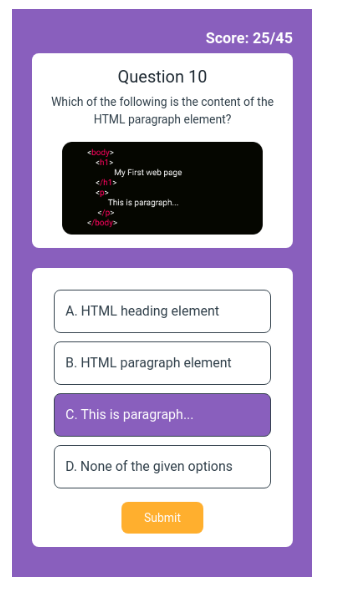 Score: 25/45
Question 10
Which of the following is the content of the
HTML paragraph element?
<body>
<h1>
My First web page
</h1>
<p>
This is paragraph...
</p>
</body>
A. HTML heading element
B. HTML paragraph element
C. This is paragraph...
D. None of the given options
Submit